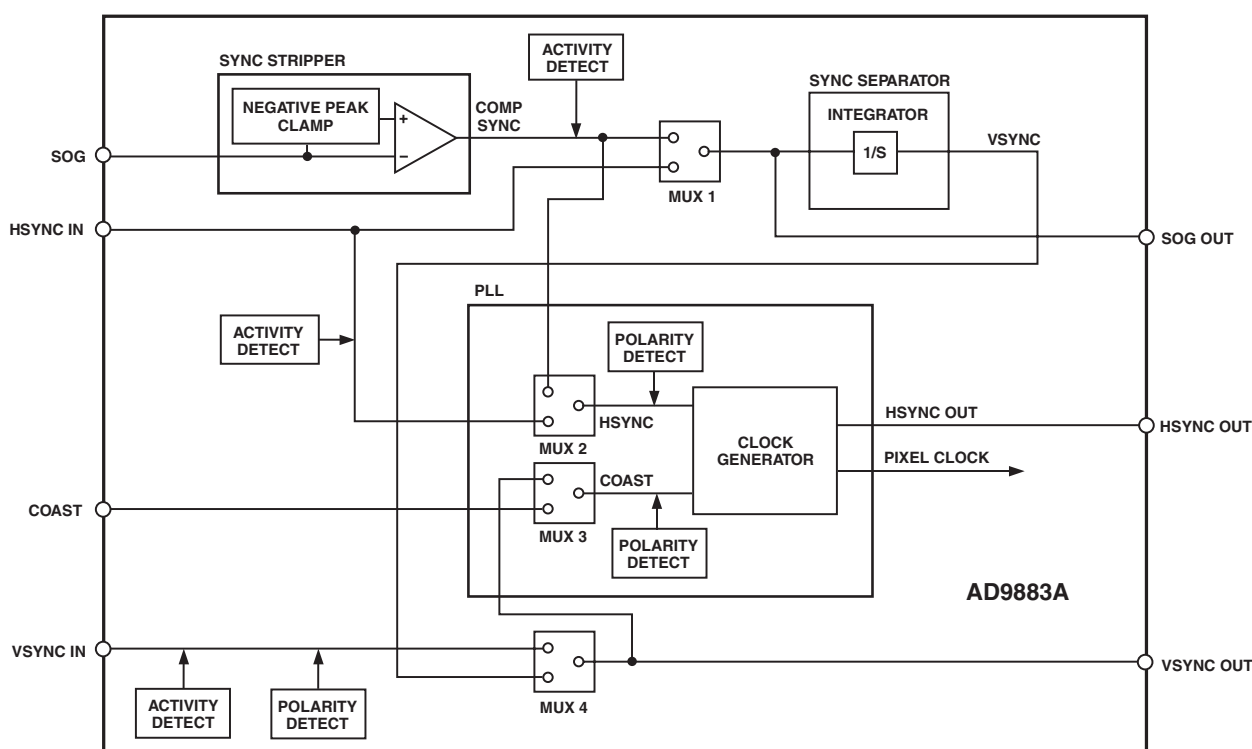 SYNC STRIPPER
ACTIVITY
DETECT
SYNC SEPARATOR
NEGATIVE PEAK
CLAMP
+
−
COMP
SYNC
INTEGRATOR
1/S
VSYNC
SOG
MUX 1
HSYNC IN
SOG OUT
PLL
ACTIVITY
DETECT
POLARITY
DETECT
HSYNC
MUX 2
CLOCK
GENERATOR
HSYNC OUT
HSYNC OUT
PIXEL CLOCK
COAST
COAST
MUX 3
POLARITY
DETECT
AD9883A
VSYNC IN
VSYNC OUT
ACTIVITY
DETECT
POLARITY
DETECT
MUX 4